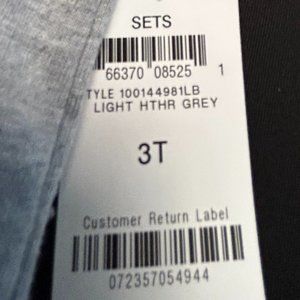 SETS
66370 08525 1
TYLE 100144981LB
LIGHT HTHR GREY
3T
Customer Return Label
072357054944